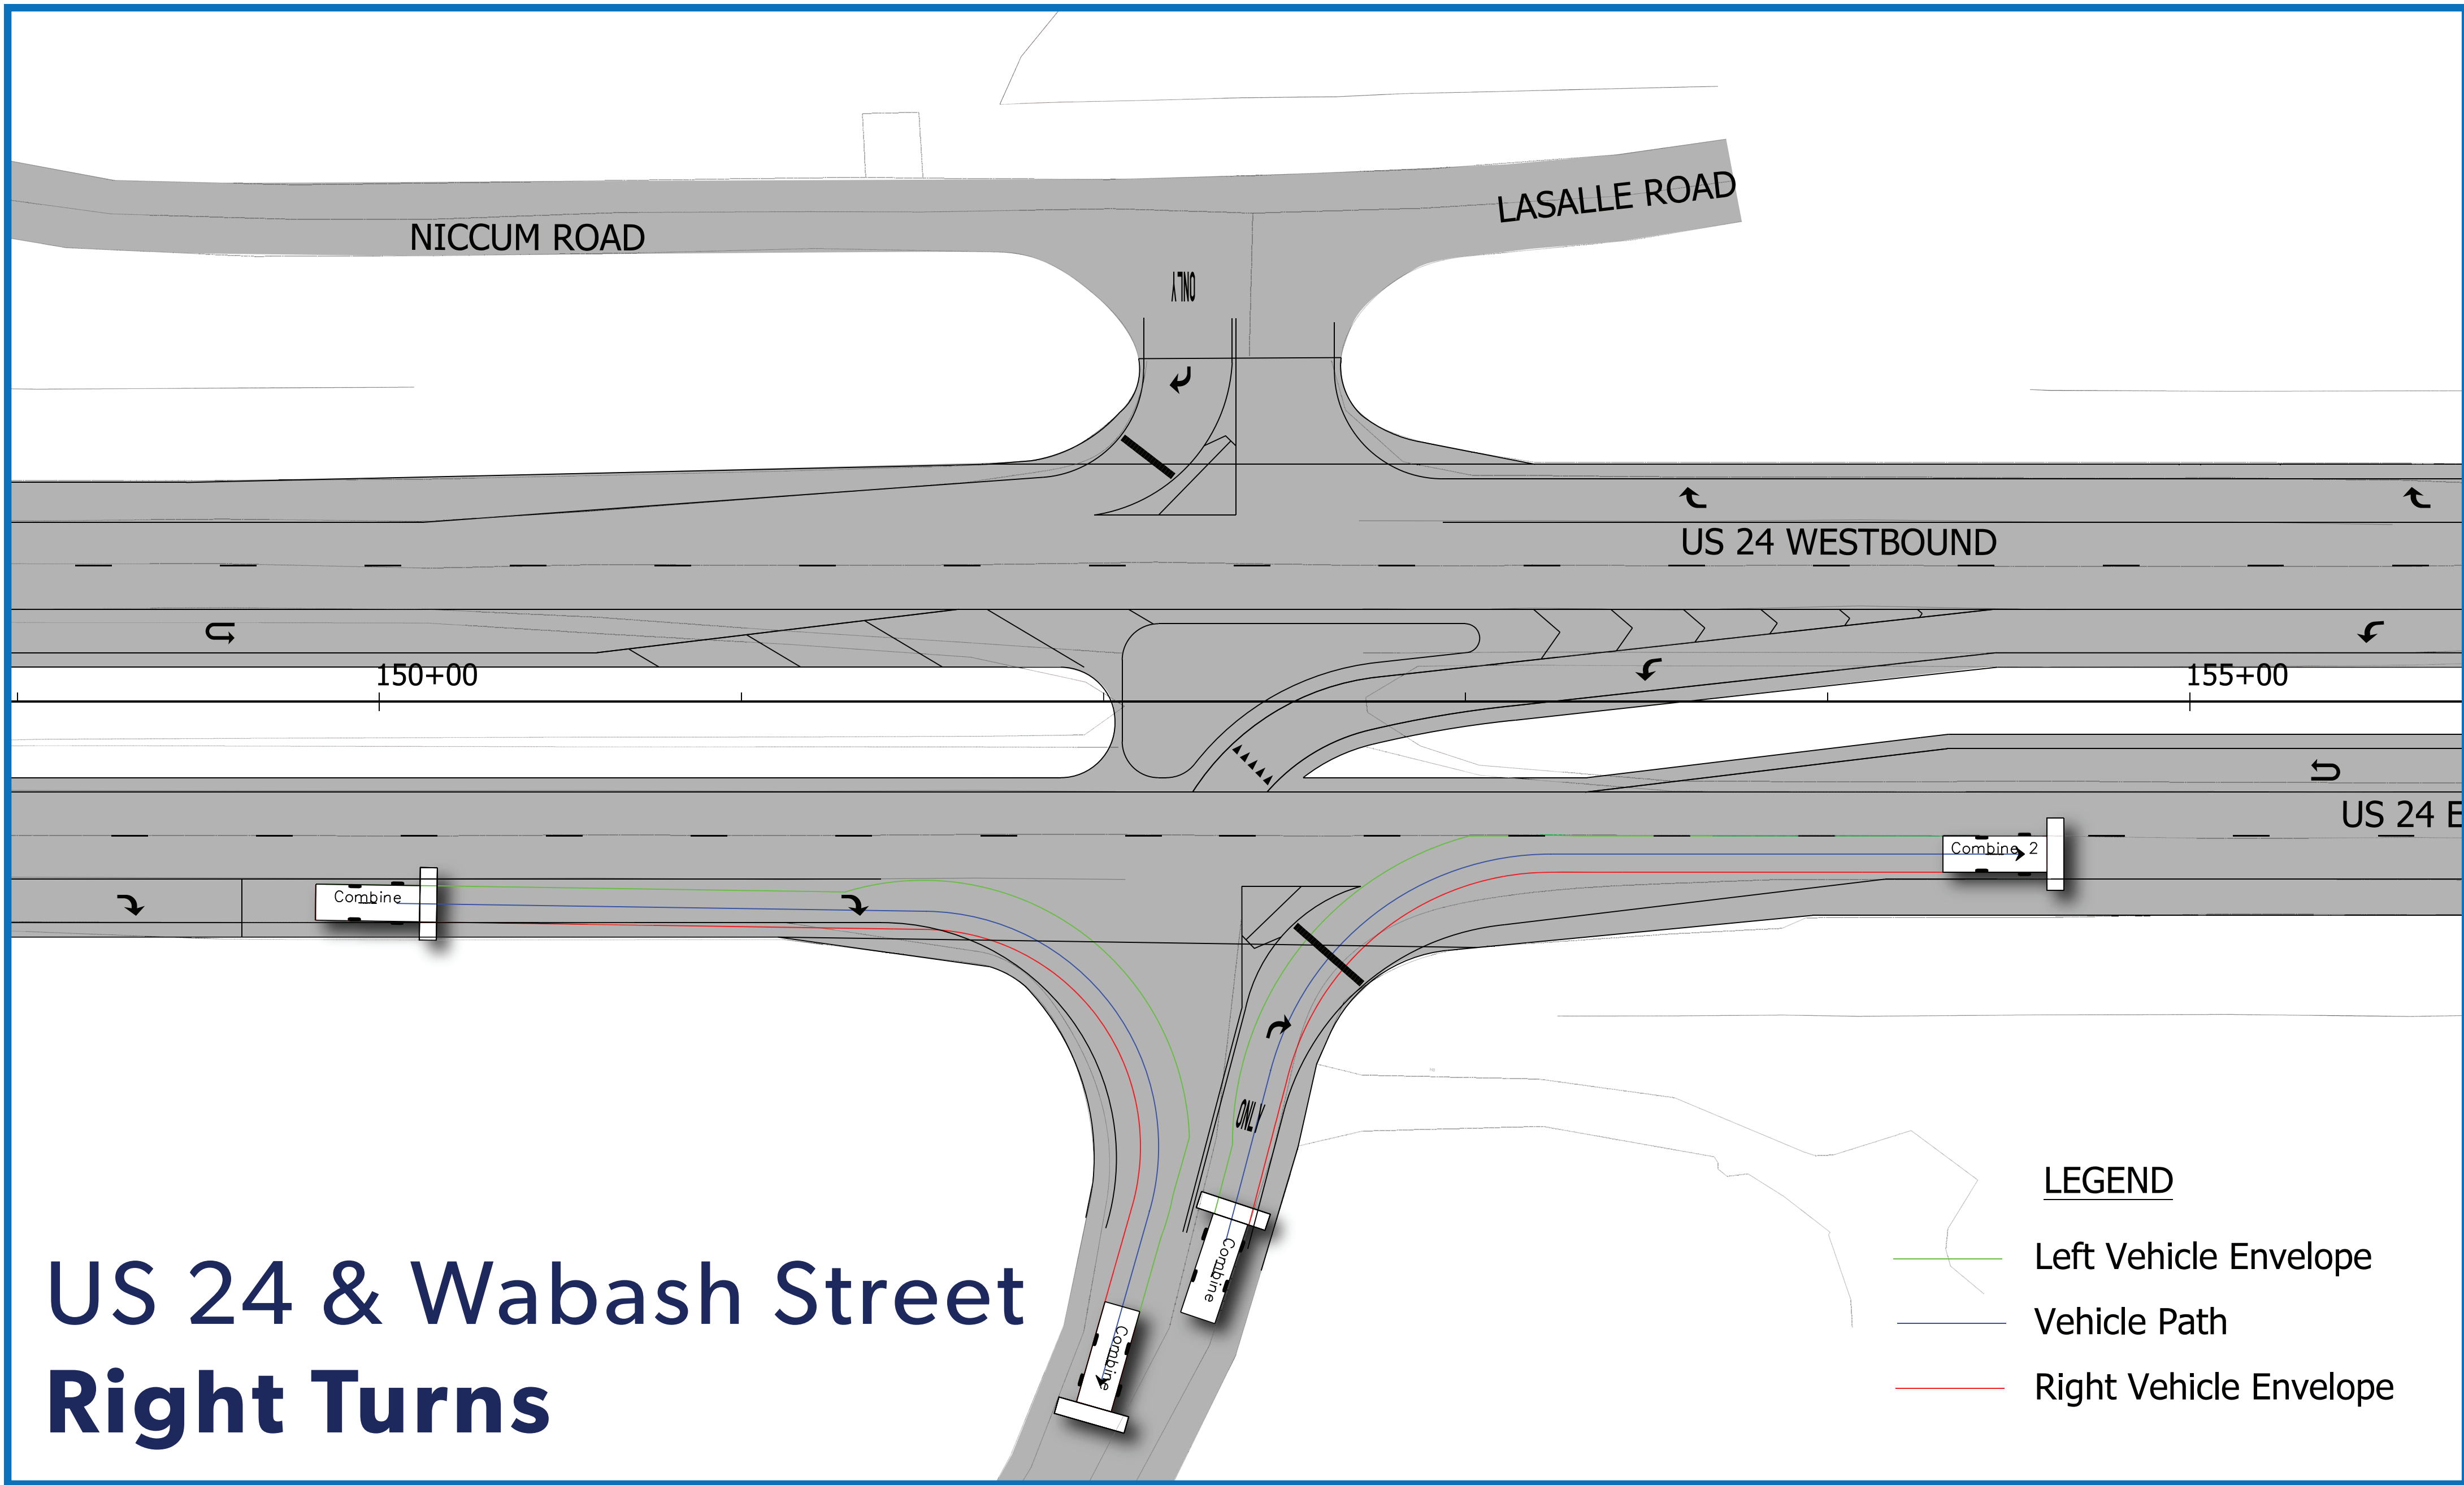 LASALLE ROAD
NICCUM ROAD
ONLY
US 24 WESTBOUND
150+00
155+00
US 24 E
Combine 2
Combine
ONLY
Combine
Combine
LEGEND
Left Vehicle Envelope
Vehicle Path
Right Vehicle Envelope
US 24 & Wabash Street
Right Turns